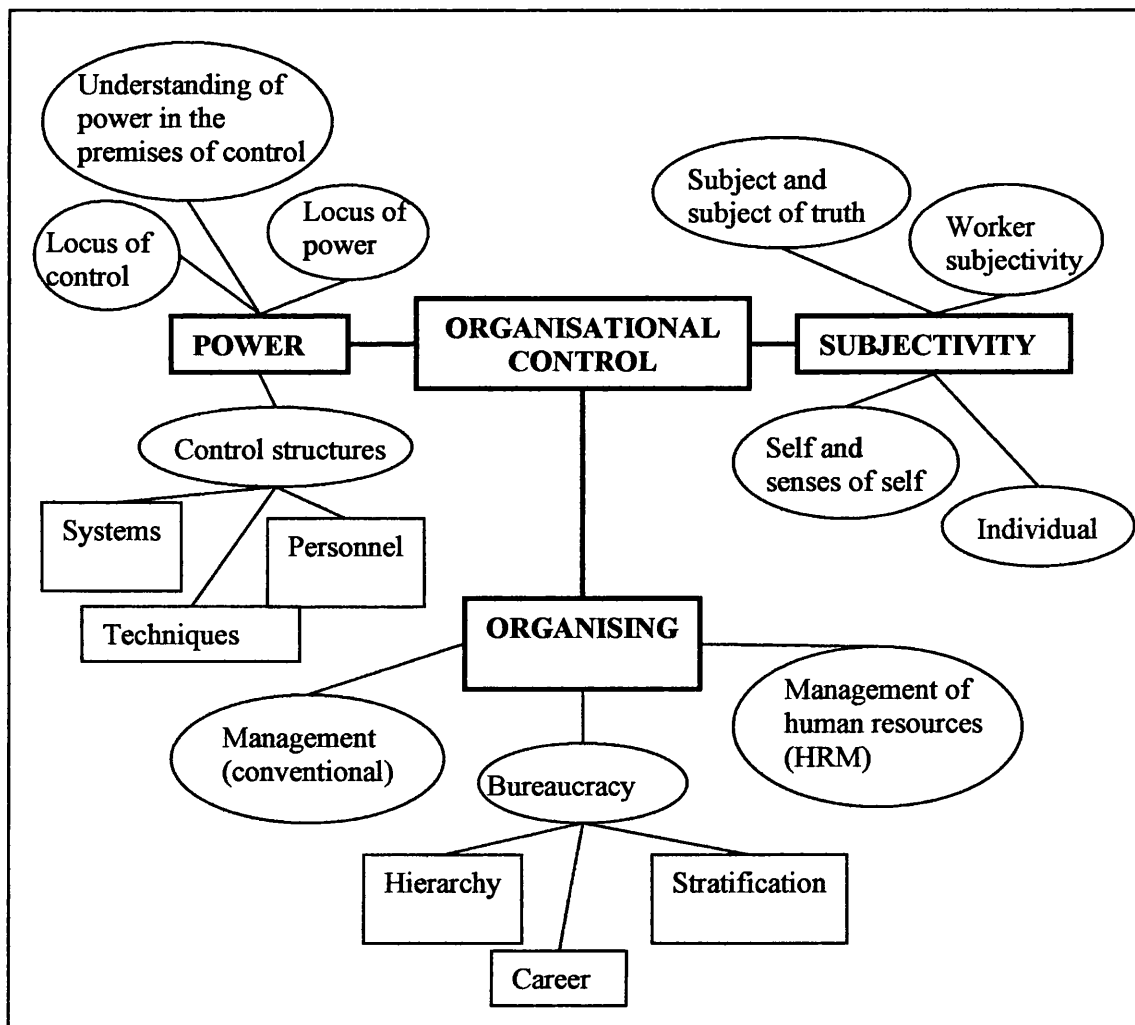 Understanding of
power in the
premises of control
Locus of
control
Locus of
power
Subject and
subject of truth
Worker
subjectivity
POWER
ORGANISATIONAL
CONTROL
SUBJECTIVITY
Control structures
Self and
senses of self
Individual
Systems
Personnel
Techniques
ORGANISING
Management
(conventional)
Bureaucracy
Management of
human resources
(HRM)
Hierarchy
Stratification
Career